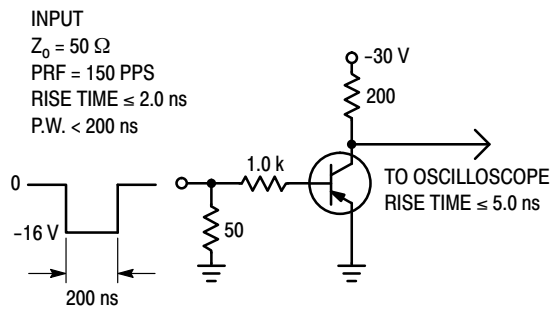 INPUT
Zo = 50 Ω
PRF = 150 PPS
RISE TIME ≤ 2.0 ns
P.W. < 200 ns
–30 V
200
1.0 k
TO OSCILLOSCOPE
RISE TIME ≤ 5.0 ns
50
0
–16 V
200 ns